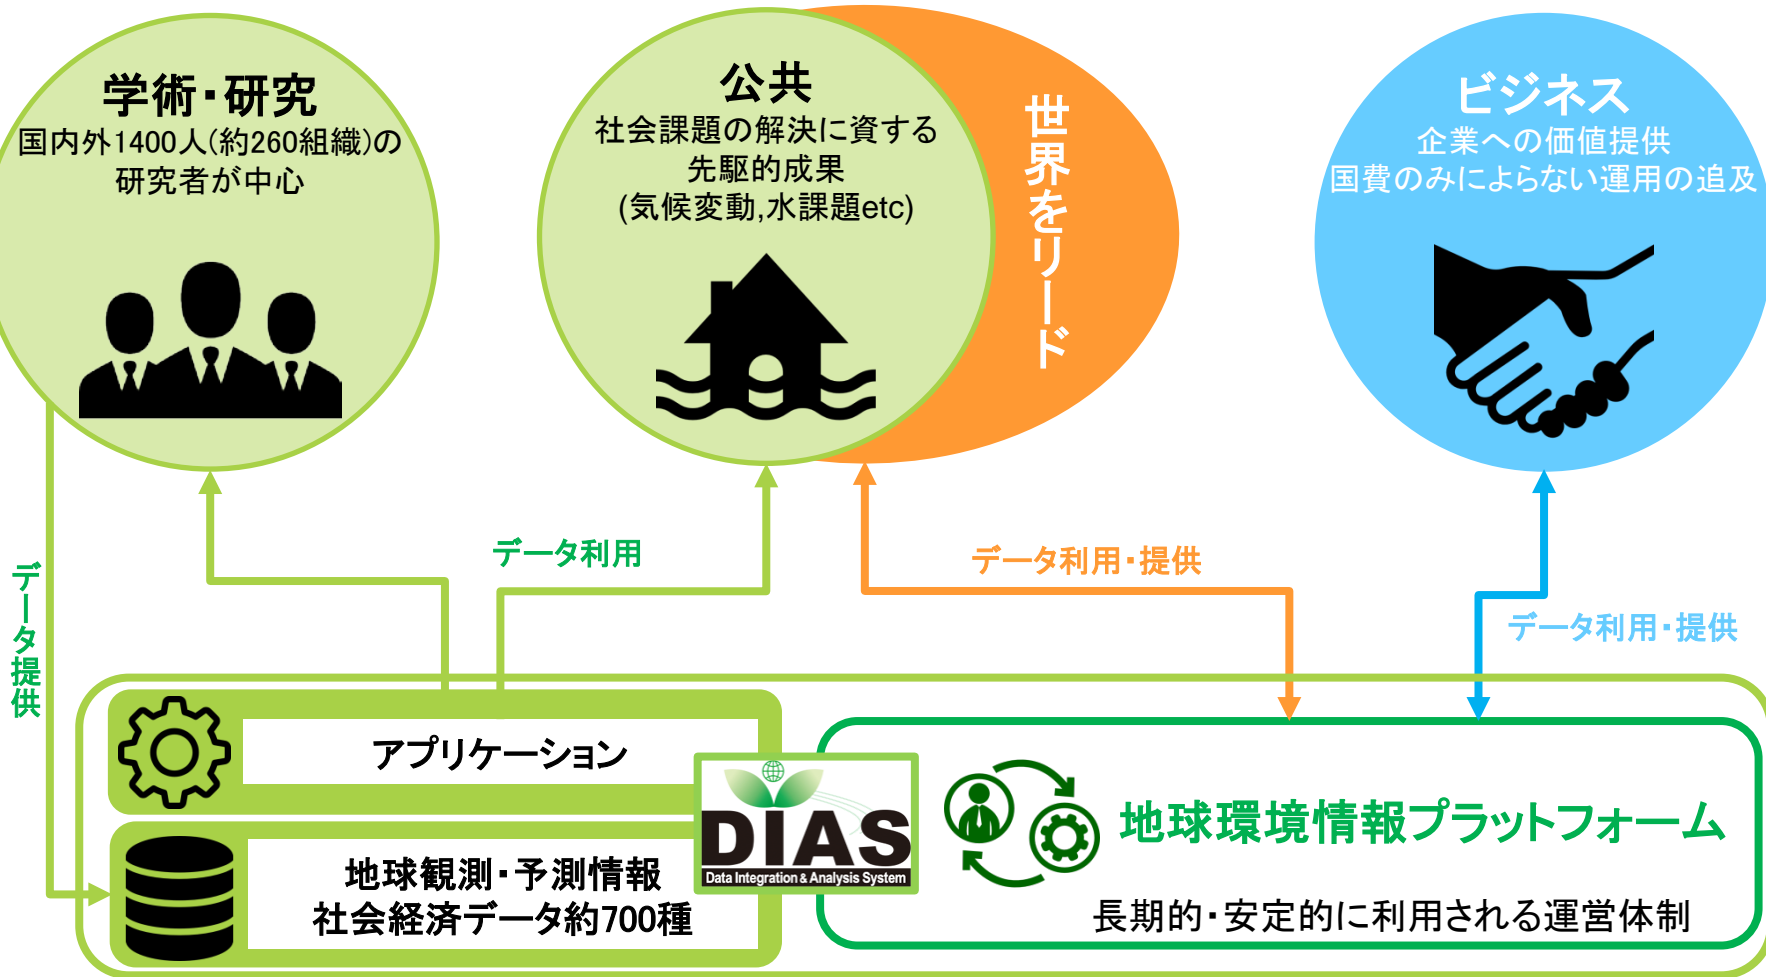 学術・研究
国内外1400人(約260組織)の
研究者が中心
公共
社会課題の解決に資する
先駆的成果
(気候変動,水課題etc)
世界をリード
ビジネス
企業への価値提供
国費のみによらない運用の追及
データ提供
データ利用
データ利用・提供
データ利用・提供
アプリケーション
地球観測・予測情報
社会経済データ約700種
DIAS
Data Integration & Analysis System
地球環境情報プラットフォーム
長期的・安定的に利用される運営体制